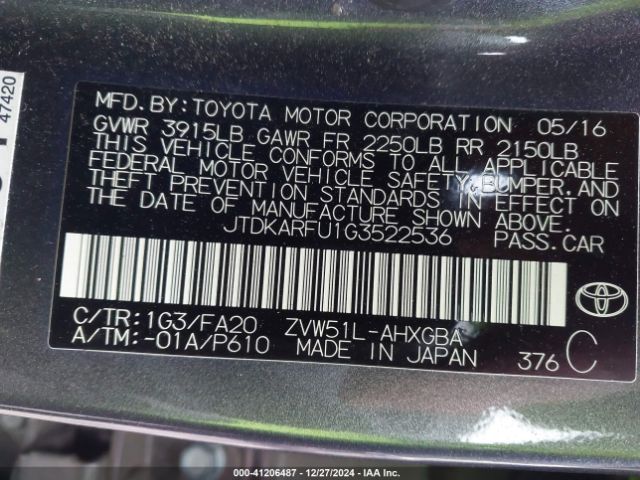 47420
MFD. BY: TOYOTA MOTOR CORPORATION 05/16
GVWR 3915LB GAWR FR 2250LB RR 2150LB
THIS VEHICLE CONFORMS TO ALL APPLICABLE
FEDERAL MOTOR VEHICLE SAFETY,BUMPER,AND
THEFT PREVENTION STANDARDS IN EFFECT ON
THE DATE OF MANUFACTURE SHOWN ABOVE.
JTDKARFU1G3522536 PASS.CAR
C/TR:1G3/FA20 ZVW51L-AHXGBA
A/TM:-01A/P610 MADE IN JAPAN 376 C
000-41206487 - 12/27/2024 - IAA Inc.